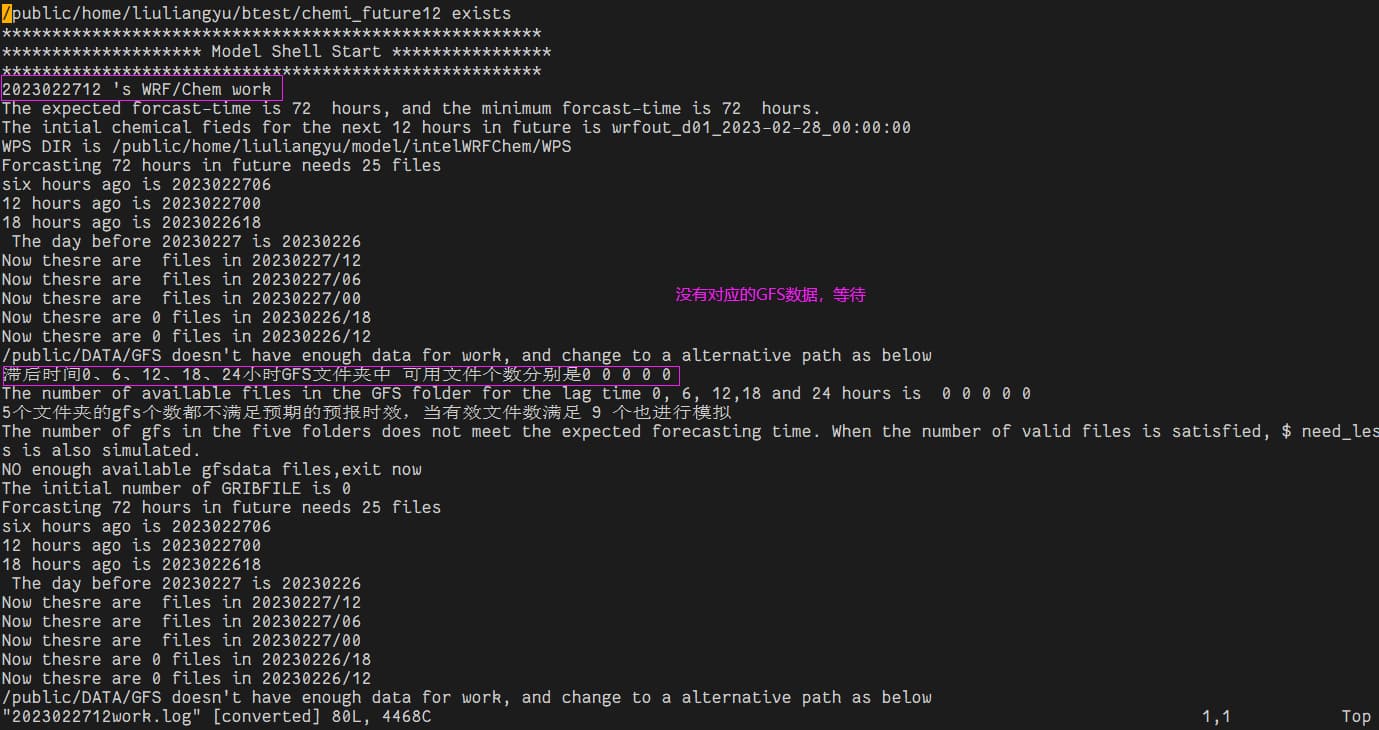 /public/home/liuliangyu/btest/chemi_future12 exists
******************************************************
******************** Model Shell Start ****************
******************************************************
2023022712 's WRF/Chem work
The expected forcast-time is 72  hours, and the minimum forcast-time is 72  hours.
The intial chemical fieds for the next 12 hours in future is wrfout_d01_2023-02-28_00:00:00
WPS DIR is /public/home/liuliangyu/model/intelWRFChem/WPS
Forcasting 72 hours in future needs 25 files
six hours ago is 2023022706
12 hours ago is 2023022700
18 hours ago is 2023022618
 The day before 20230227 is 20230226
Now thesre are  files in 20230227/12
Now thesre are  files in 20230227/06
Now thesre are  files in 20230227/00
没有对应的GFS数据，等待
Now thesre are 0 files in 20230226/18
Now thesre are 0 files in 20230226/12
/public/DATA/GFS doesn't have enough data for work, and change to a alternative path as below
滞后时间0、6、12、18、24小时GFS文件夹中 可用文件个数分别是0 0 0 0 0
The number of available files in the GFS folder for the lag time 0, 6, 12,18 and 24 hours is  0 0 0 0 0
5个文件夹的gfs个数都不满足预期的预报时效，当有效文件数满足 9 个也进行模拟
The number of gfs in the five folders does not meet the expected forecasting time. When the number of valid files is satisfied, $ need_les
s is also simulated.
NO enough available gfsdata files,exit now
The initial number of GRIBFILE is 0
Forcasting 72 hours in future needs 25 files
six hours ago is 2023022706
12 hours ago is 2023022700
18 hours ago is 2023022618
 The day before 20230227 is 20230226
Now thesre are  files in 20230227/12
Now thesre are  files in 20230227/06
Now thesre are  files in 20230227/00
Now thesre are 0 files in 20230226/18
Now thesre are 0 files in 20230226/12
/public/DATA/GFS doesn't have enough data for work, and change to a alternative path as below
"2023022712work.log" [converted] 80L, 4468C 1,1 Top